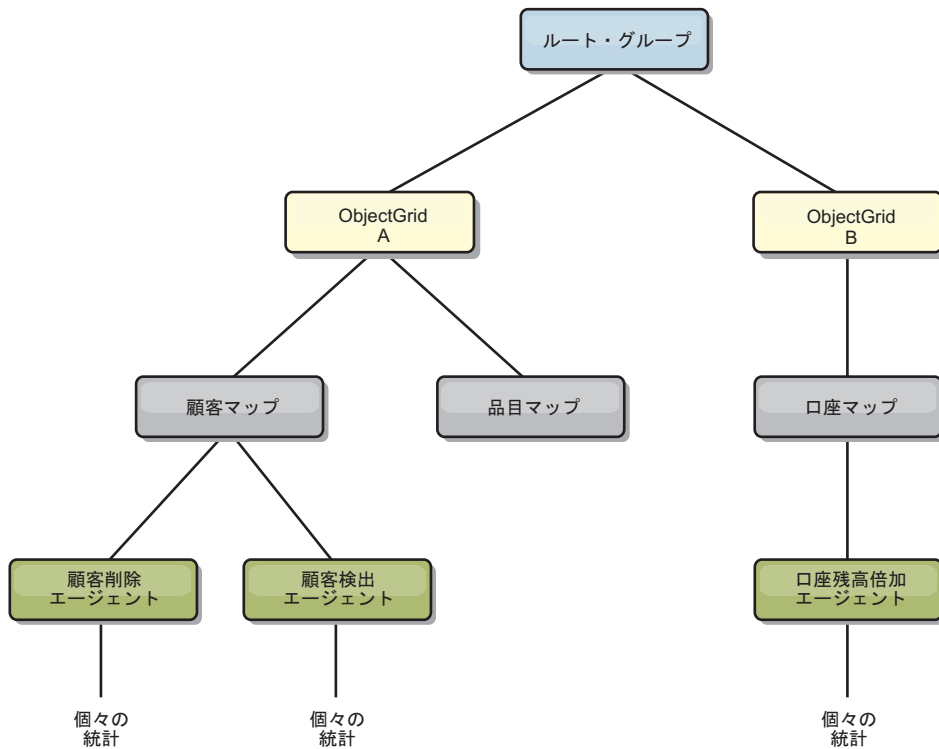 ルート・グループ
ObjectGrid
A
ObjectGrid
B
顧客マップ
品目マップ
口座マップ
顧客削除
エージェント
顧客検出
エージェント
口座残高倍加
エージェント
個々の
統計
個々の
統計
個々の
統計